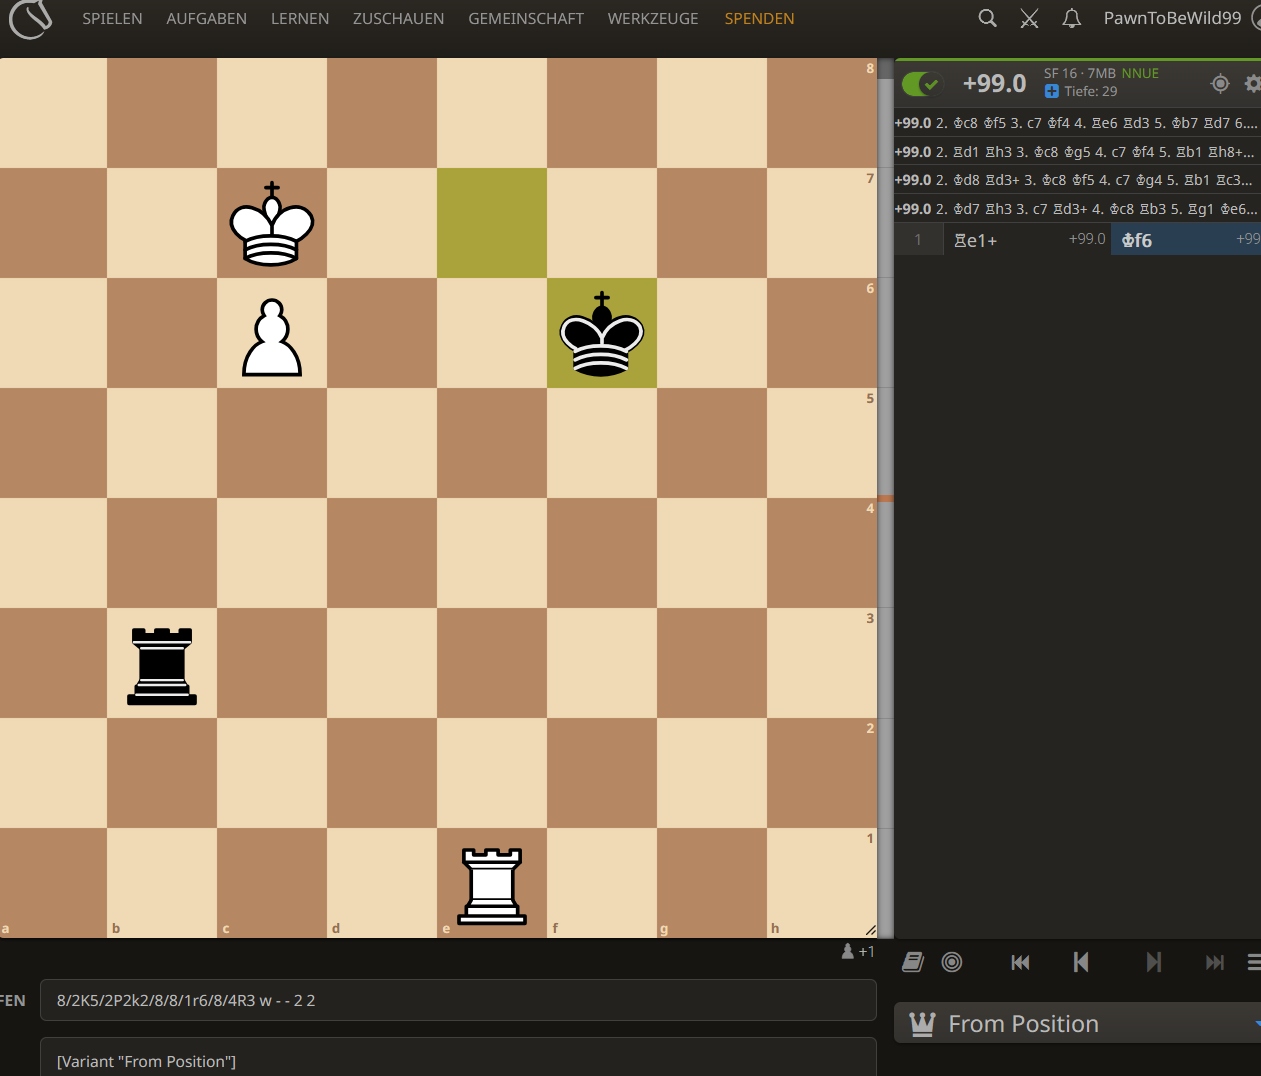 SPIELEN AUFGABEN LERNEN ZUSCHAUEN GEMEINSCHAFT WERKZEUGE SPENDEN PawnToBeWild99
+99.0 SF 16 · 7MB NNUE
Tiefe: 29
+99.0 2. ♔c8 ♔f5 3. c7 ♔f4 4. ♖e6 ♖d3 5. ♔b7 ♖d7 6....
+99.0 2. ♖d1 ♖h3 3. ♔c8 ♔g5 4. c7 ♔f4 5. ♖b1 ♖h8+...
+99.0 2. ♔d8 ♖d3+ 3. ♔c8 ♔f5 4. c7 ♔g4 5. ♖b1 ♖c3...
+99.0 2. ♔d7 ♖h3 3. c7 ♖d3+ 4. ♔c8 ♖b3 5. ♖g1 ♔e6...
1 ♖e1+ +99.0 ♔f6 +99
8
7
6
5
4
3
2
1
a b c d e f g h
+1
FEN 8/2K5/2P2k2/8/8/1r6/8/4R3 w - - 2 2
From Position
[Variant "From Position"]